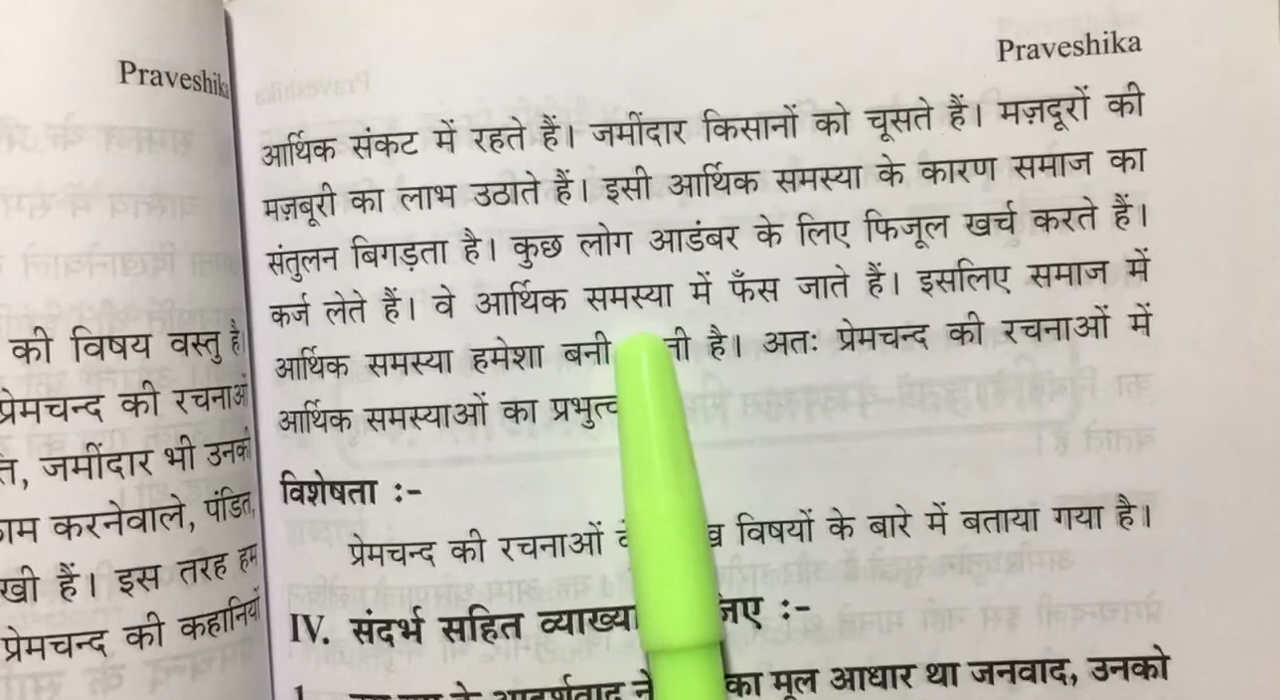 Praveshika
की विषय वस्तु है।
प्रेमचन्द की रचनाओं
जमींदार भी उनको
करनेवाले, पंडित,
हैं। इस तरह हम
प्रेमचन्द की कहानियों
Praveshika
आर्थिक संकट में रहते हैं। जमींदार किसानों को चूसते हैं। मज़दूरों की
मज़बूरी का लाभ उठाते हैं। इसी आर्थिक समस्या के कारण समाज का
संतुलन बिगड़ता है। कुछ लोग आडंबर के लिए फिजूल खर्च करते हैं।
कर्ज लेते हैं। वे आर्थिक समस्या में फँस जाते हैं। इसलिए समाज में
आर्थिक समस्या हमेशा बनी है। अतः प्रेमचन्द की रचनाओं में
आर्थिक समस्याओं का
विशेषता :-
प्रेमचन्द की रचनाओं विषयों के बारे में बताया गया है।
IV. संदर्भ सहित व्याख्या :-
का मूल आधार था जनवाद, उनको